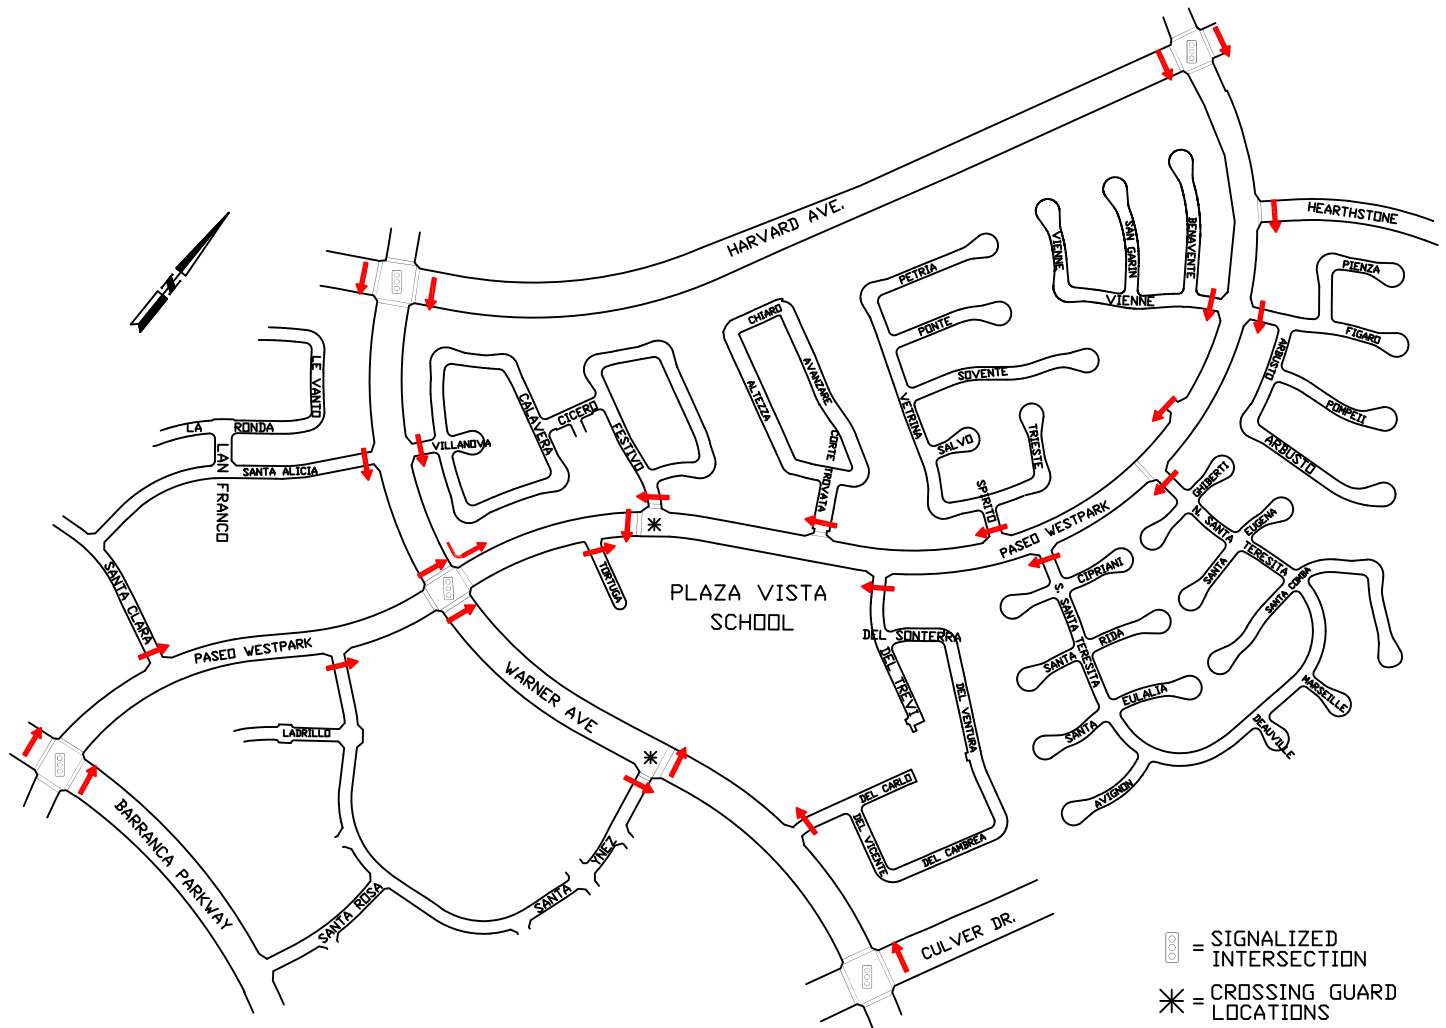 HARVARD AVE.
HEARTHSTONE
PIENZA
FIGARO
ARBUSTO
POMPEII
ARBUSTO
VIENNE
SAN GARIN
BENAVENTE
VIENNE
PETRIA
PONTE
SOVENTE
VETRINA
SALVO
TRIESTE
SPIRITO
CHIARO
AVANZARE
ALTEZZA
CORTE TROVATA
CICERO
CALAVERA
FESTIVO
VILLANOVA
LE VANTO
LA RONDA
LAN FRANCO
SANTA ALICIA
SANTA CLARA
PASEO WESTPARK
PASEO WESTPARK
TORTUGA
PLAZA VISTA
SCHOOL
GHIBERTI
N. SANTA TERESITA
EUGENA
SANTA
SANTA COMBA
CIPRIANI
S. SANTA TERESITA
SANTA RIDA
SANTA EULALIA
AVIGNON
MARSEILLE
DEAUVILLE
DEL SONTERRA
DEL TREVI
DEL VENTURA
DEL CARLO
DEL VICENTE
DEL CAMBREA
WARNER AVE
LADRILLO
BARRANCA PARKWAY
SANTA ROSA
SANTA YNEZ
CULVER DR.
= SIGNALIZED
INTERSECTION
= CROSSING GUARD
LOCATIONS
N